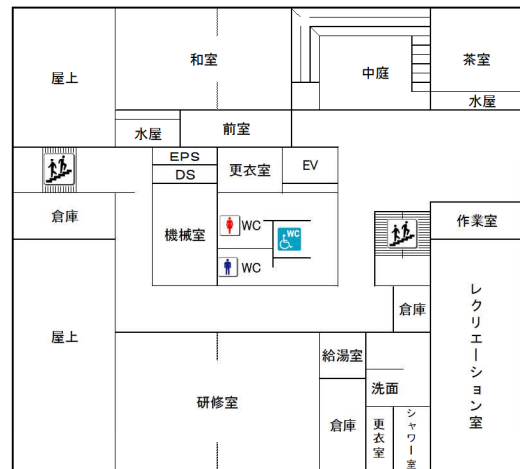 屋上
和室
中庭
茶室
水屋
水屋
前室
EPS
DS
更衣室
EV
倉庫
機械室
WC
WC
WC
作業室
倉庫
レクリエーション室
屋上
研修室
給湯室
洗面
倉庫
更衣室
シャワー室